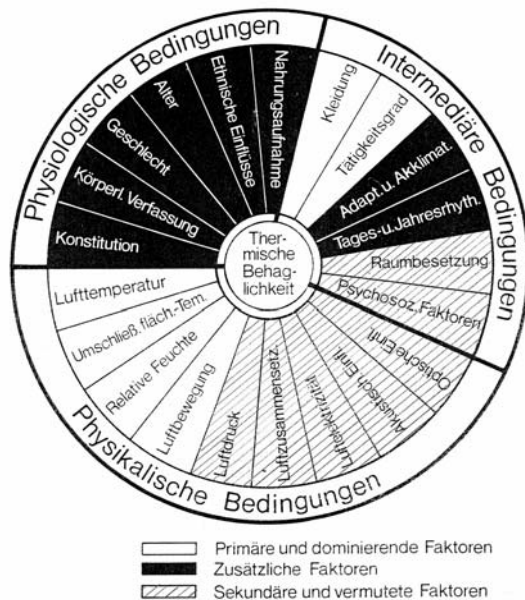 Physiologische Bedingungen
Konstitution
Körperl. Verfassung
Geschlecht
Alter
Ethnische Einflüsse
Nahrungsaufnahme
Intermediäre Bedingungen
Kleidung
Tätigkeitsgrad
Adapt. u. Akklimat.
Tages- u. Jahresrhyth.
Raumbesetzung
Psychosoz. Faktoren
Physikalische Bedingungen
Optische Einfl.
Akustisch Einfl.
Luftelektrizität
Luftzusammensetz.
Luftdruck
Luftbewegung
Relative Feuchte
Umschließ. fläch.-Tem.
Lufttemperatur
Ther-
mische
Behag-
lichkeit
Primäre und dominierende Faktoren
Zusätzliche Faktoren
Sekundäre und vermutete Faktoren